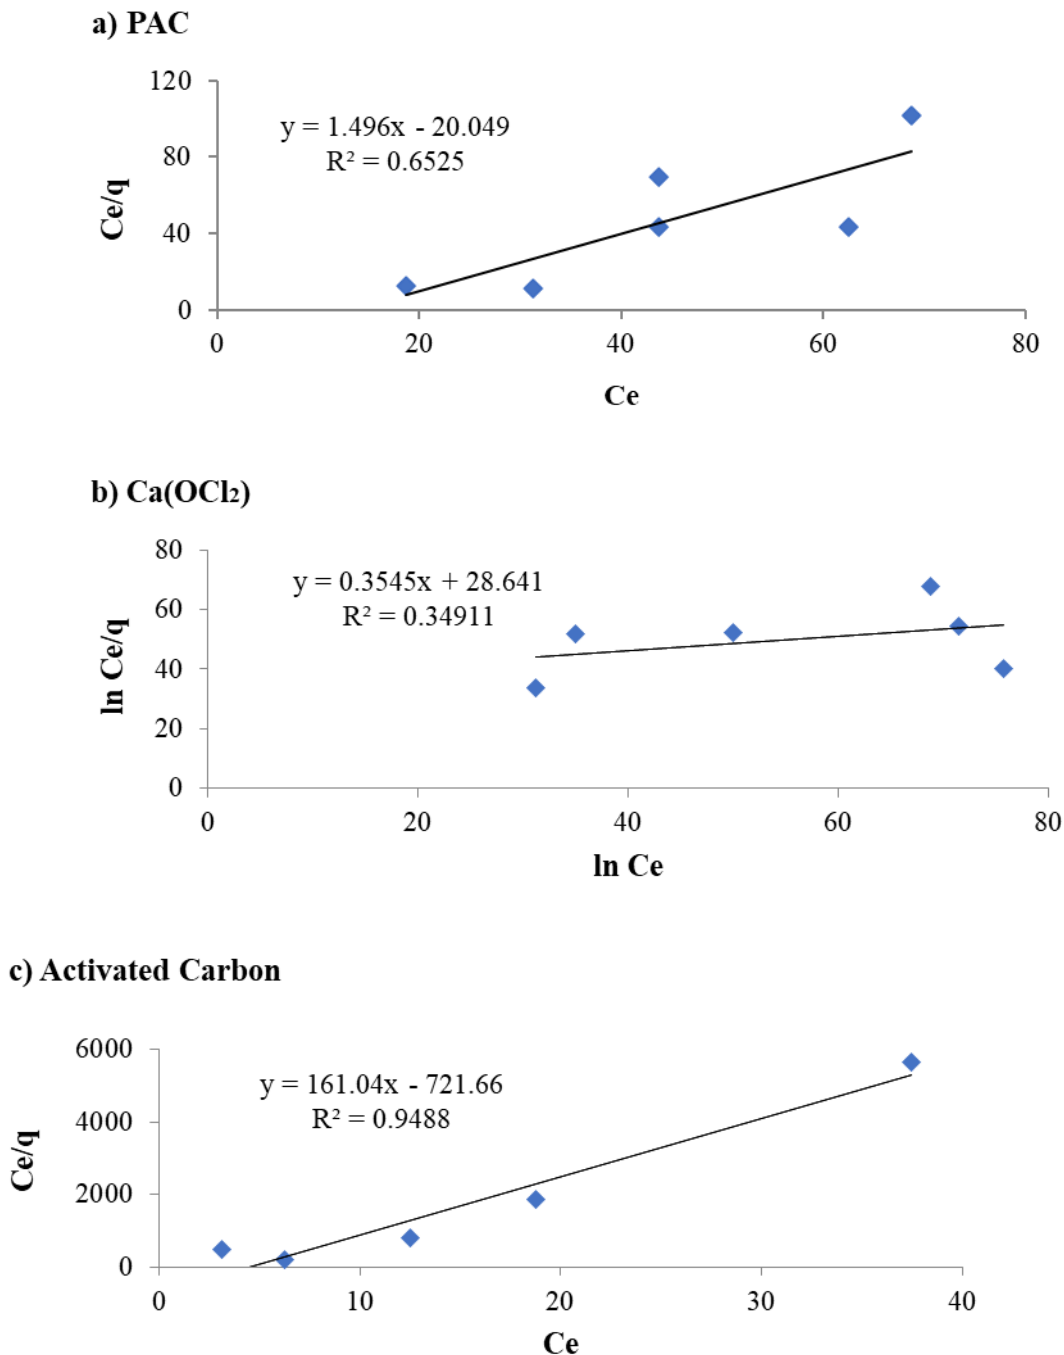 a) PAC
120
80
40
0
y = 1.496x - 20.049
R² = 0.6525
Ce/q
0 20 40 60 80
Ce
b) Ca(OCl₂)
80
60
40
20
0
y = 0.3545x + 28.641
R² = 0.34911
ln Ce/q
0 20 40 60 80
ln Ce
c) Activated Carbon
6000
4000
2000
0
y = 161.04x - 721.66
R² = 0.9488
Ce/q
0 10 20 30 40
Ce